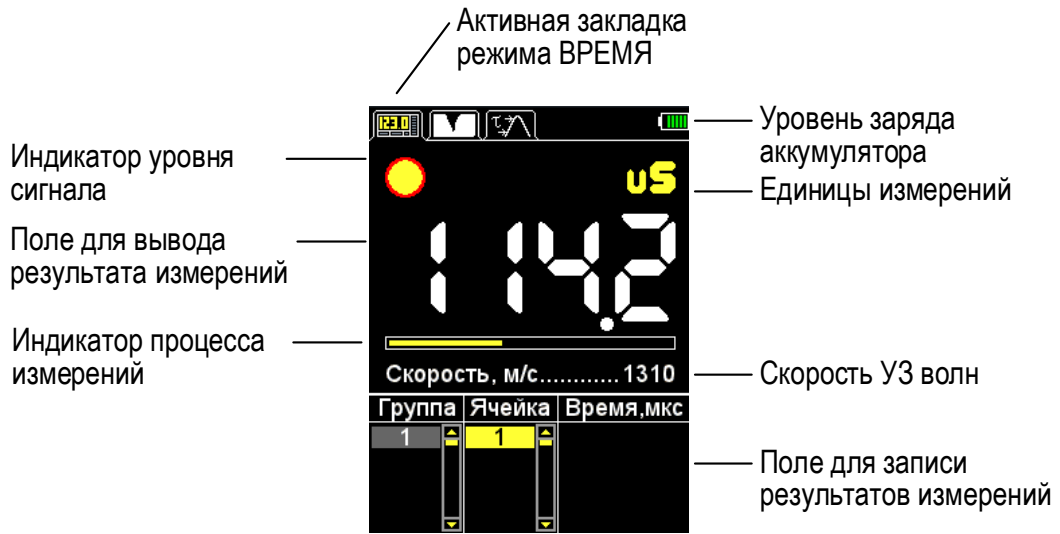 Активная закладка
режима ВРЕМЯ
123.0
Уровень заряда
аккумулятора
Индикатор уровня
сигнала
uS
Единицы измерений
Поле для вывода
результата измерений
114.2
Индикатор процесса
измерений
Скорость, м/с............1310
Скорость УЗ волн
Группа Ячейка Время,мкс
1 1
Поле для записи
результатов измерений